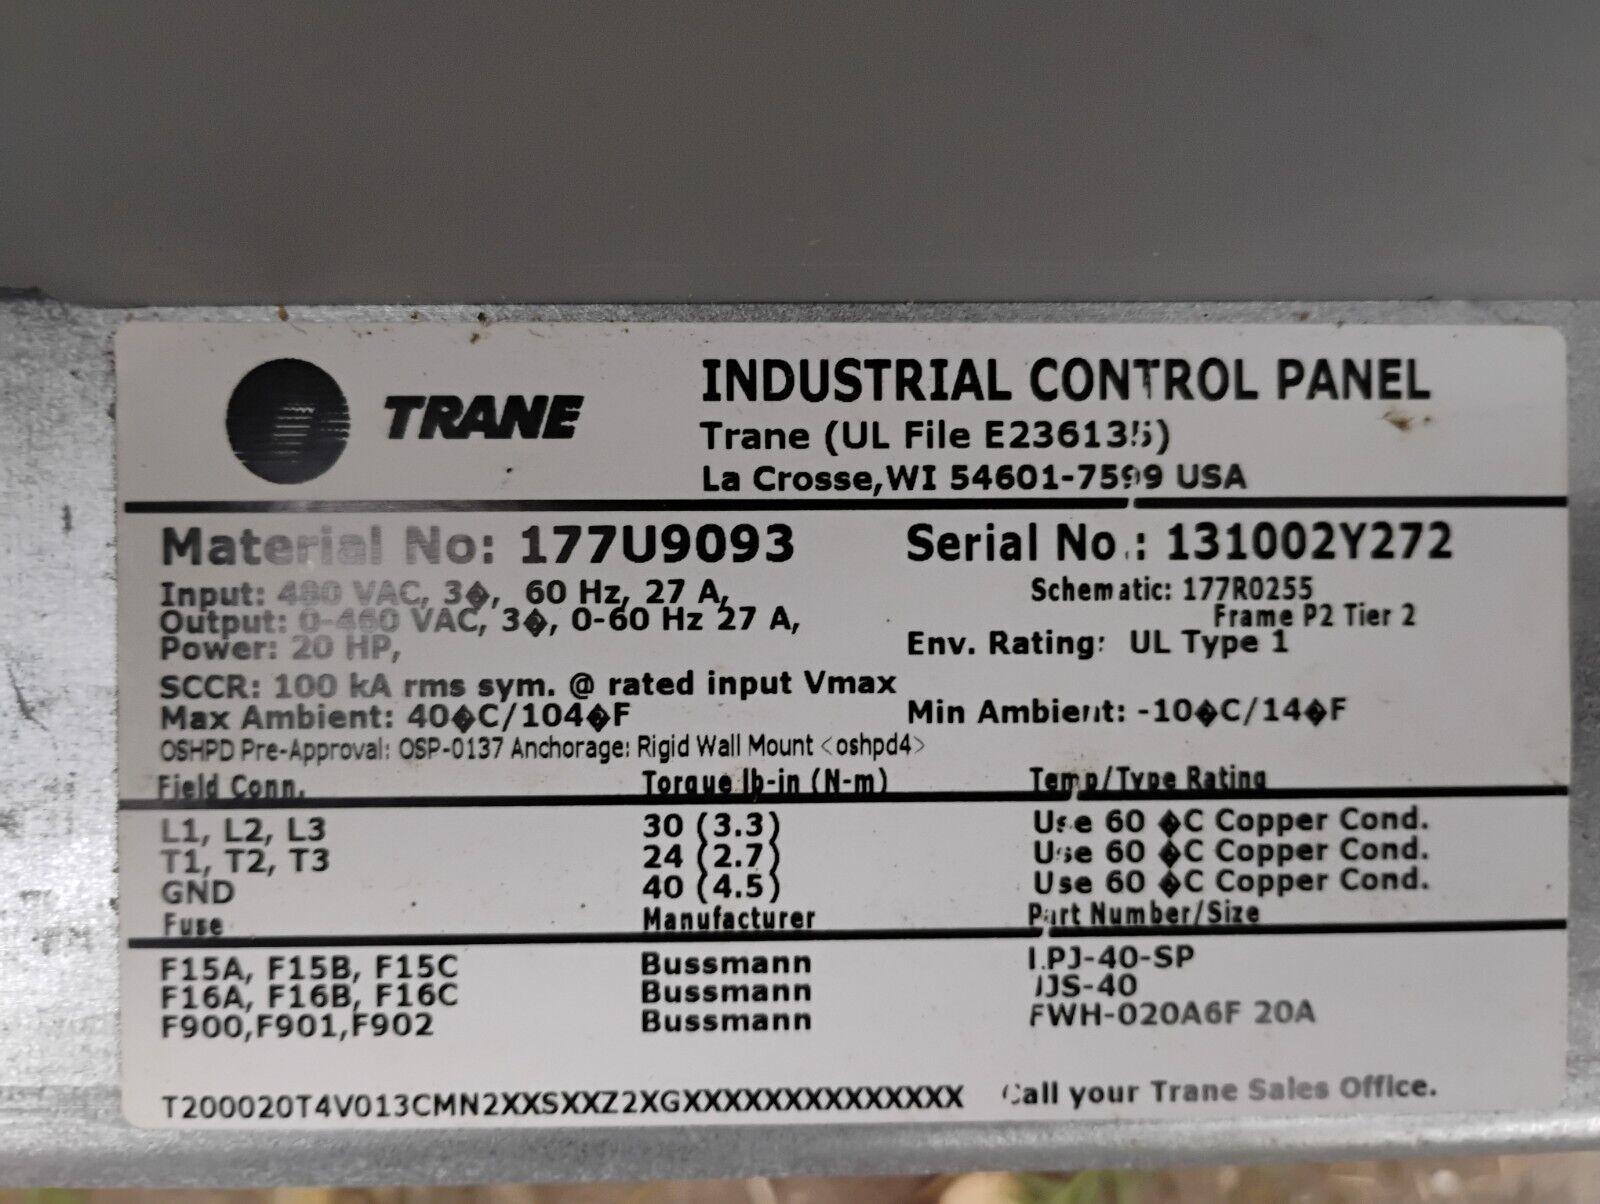 TRANE
INDUSTRIAL CONTROL PANEL
Trane (UL File E236135)
La Crosse,WI 54601-7599 USA
Material No: 177U9093
Serial No.: 131002Y272
Input: 480 VAC, 3�, 60 Hz, 27 A,
Schematic: 177R0255
Output: 0-460 VAC, 3�, 0-60 Hz 27 A,
Frame P2 Tier 2
Power: 20 HP,
Env. Rating: UL Type 1
SCCR: 100 kA rms sym. @ rated input Vmax
Max Ambient: 40�C/104�F
Min Ambient: -10�C/14�F
OSHPD Pre-Approval: OSP-0137 Anchorage: Rigid Wall Mount <oshpd4>
Field Conn. Torque lb-in (N-m) Temp/Type Rating
L1, L2, L3 30 (3.3) Use 60 �C Copper Cond.
T1, T2, T3 24 (2.7) Use 60 �C Copper Cond.
GND 40 (4.5) Use 60 �C Copper Cond.
Fuse Manufacturer Part Number/Size
F15A, F15B, F15C Bussmann LPJ-40-SP
F16A, F16B, F16C Bussmann JJS-40
F900,F901,F902 Bussmann FWH-020A6F 20A
T200020T4V013CMN2XXSXXZ2XGXXXXXXXXXXXXXX Call your Trane Sales Office.